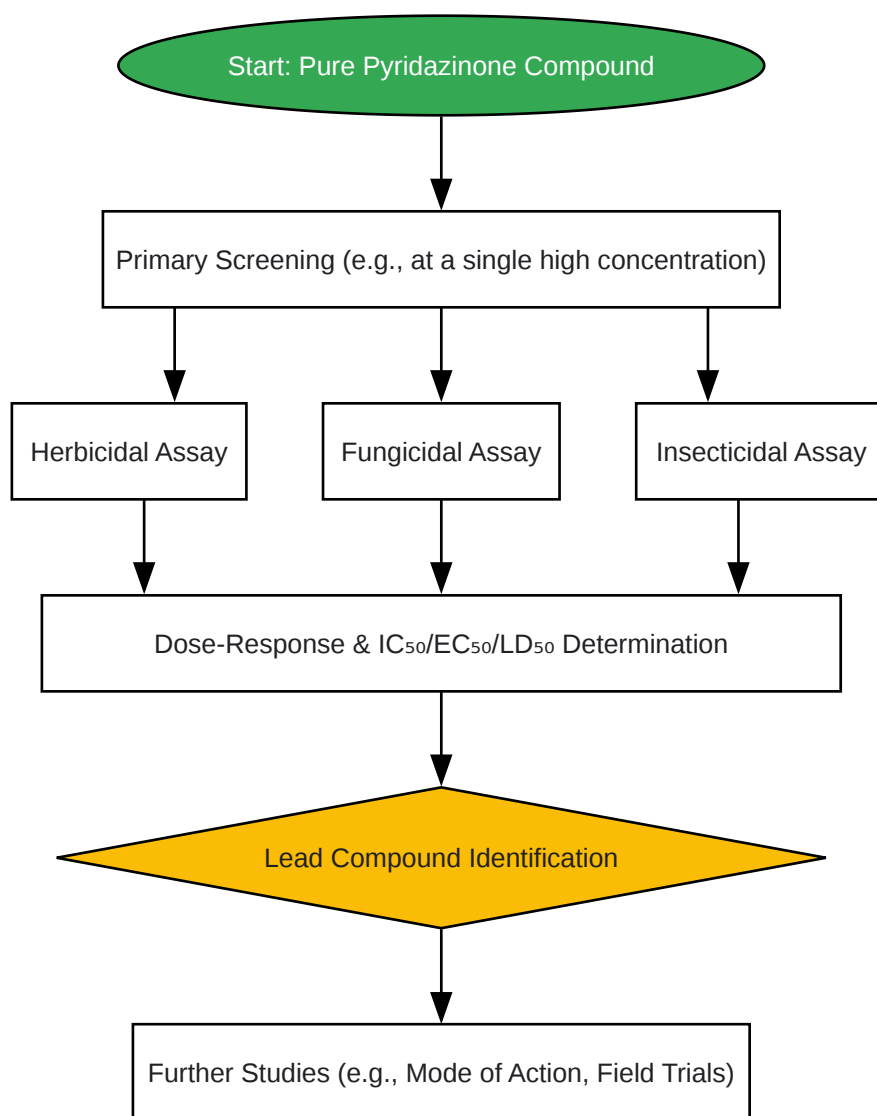 Start: Pure Pyridazinone Compound
Primary Screening (e.g., at a single high concentration)
Herbicidal Assay
Fungicidal Assay
Insecticidal Assay
Dose-Response & IC₅₀/EC₅₀/LD₅₀ Determination
Lead Compound Identification
Further Studies (e.g., Mode of Action, Field Trials)